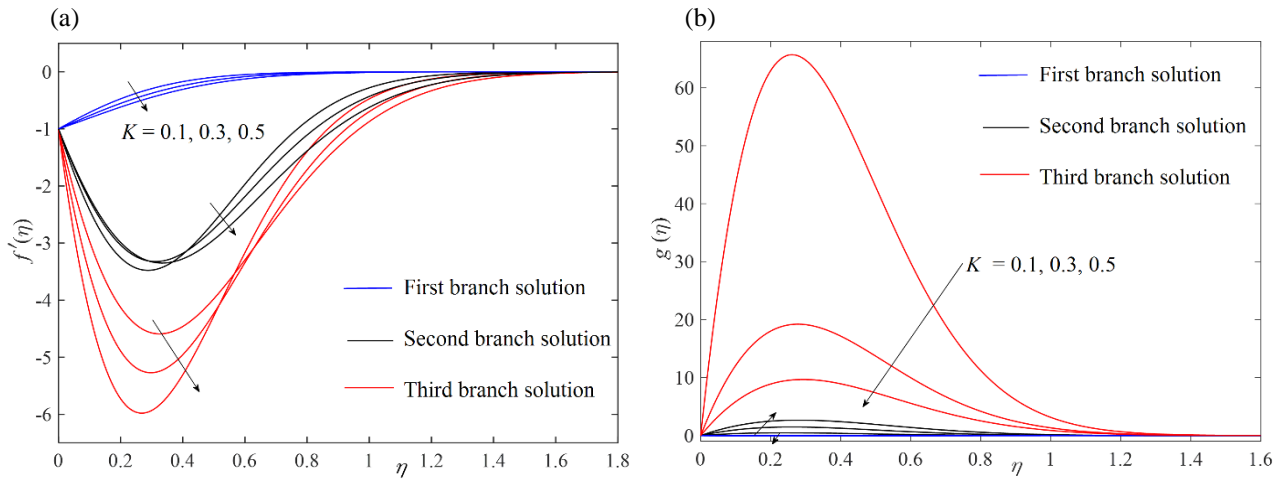 (a)
0 0.2 0.4 0.6 0.8 1 1.2 1.4 1.6 1.8
0
-1
-2
-3
-4
-5
-6
f′(η)
η
K = 0.1, 0.3, 0.5
First branch solution
Second branch solution
Third branch solution
(b)
60
50
40
30
20
10
0
g (η)
First branch solution
Second branch solution
Third branch solution
K = 0.1, 0.3, 0.5
0 0.2 0.4 0.6 0.8 1 1.2 1.4 1.6
η